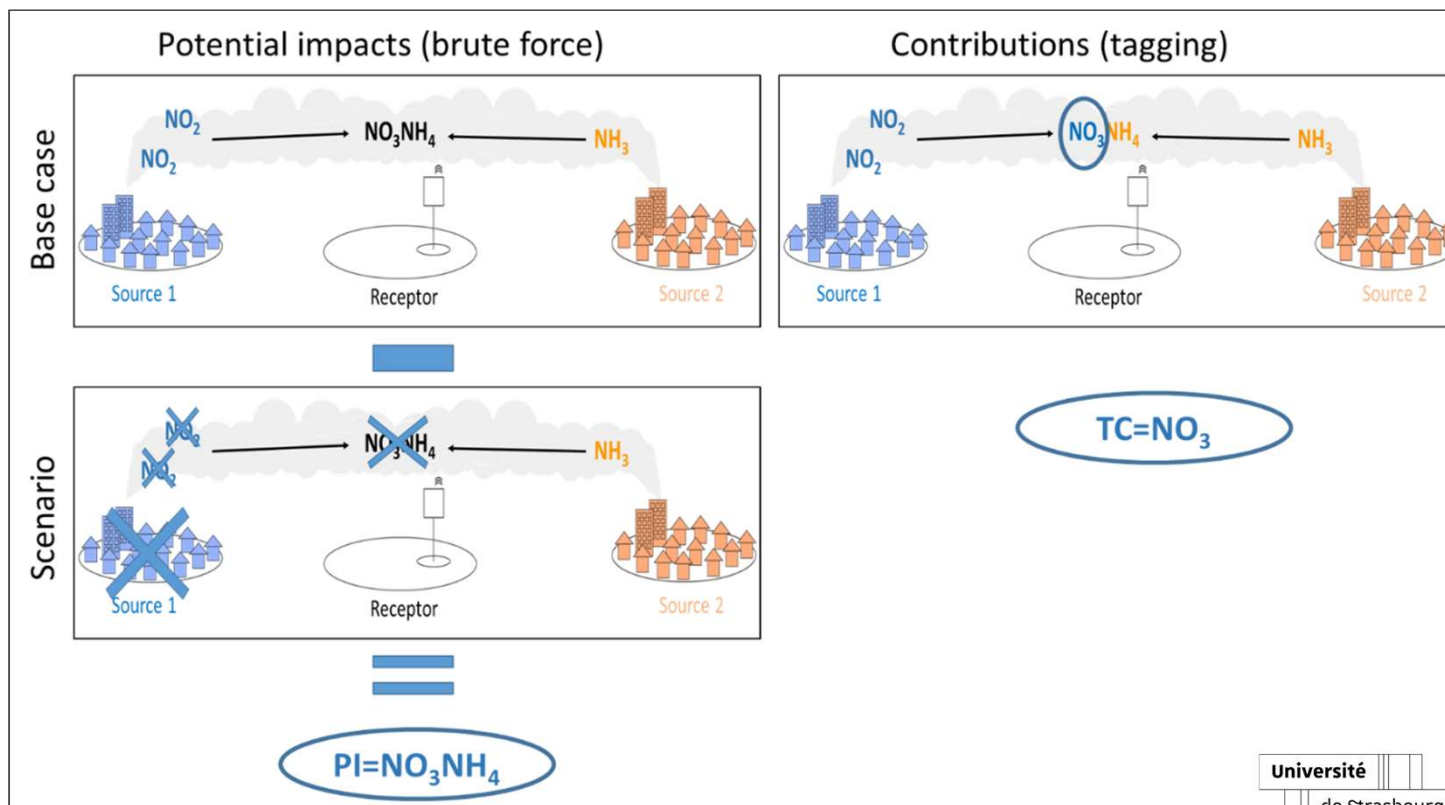 Potential impacts (brute force)
Contributions (tagging)
Base case
NO₂
NO₂
NO₃NH₄
NH₃
Source 1
Receptor
Source 2
NO₂
NO₂
NO₃NH₄
NH₃
Source 1
Receptor
Source 2
Scenario
NO₂
NO₂
NO₃NH₄
NH₃
Source 1
Receptor
Source 2
TC=NO₃
PI=NO₃NH₄
Université
de Strasbourg